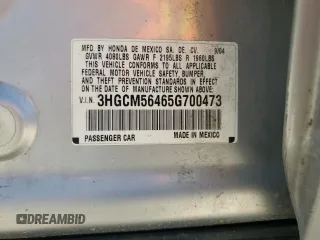 MFD. BY HONDA DE MEXICO SA. DE. CV. 9/04
GVWR 4080LBS GAWR F 2195LBS R 1960LBS
THIS VEHICLE CONFORMS TO ALL APPLICABLE
FEDERAL MOTOR VEHICLE SAFETY, BUMPER,
AND THEFT PREVENTION STANDARDS
IN EFFECT ON THE DATE OF
MANUFACTURE SHOWN ABOVE.
V.I.N. 3HGCM56465G700473
PASSENGER CAR
MADE IN MEXICO
DREAMBID